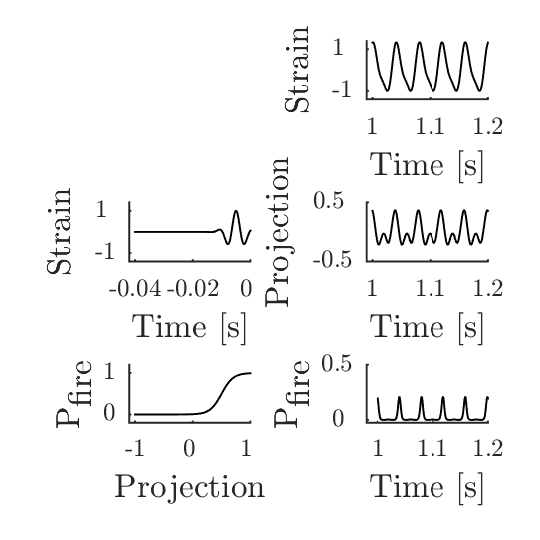 Strain
1
-1
1 1.1 1.2
Time [s]
Strain
1
-1
-0.04 -0.02 0
Time [s]
Projection
0.5
-0.5
1 1.1 1.2
Time [s]
Pfire
1
0
-1 0 1
Projection
Pfire
0.5
0
1 1.1 1.2
Time [s]